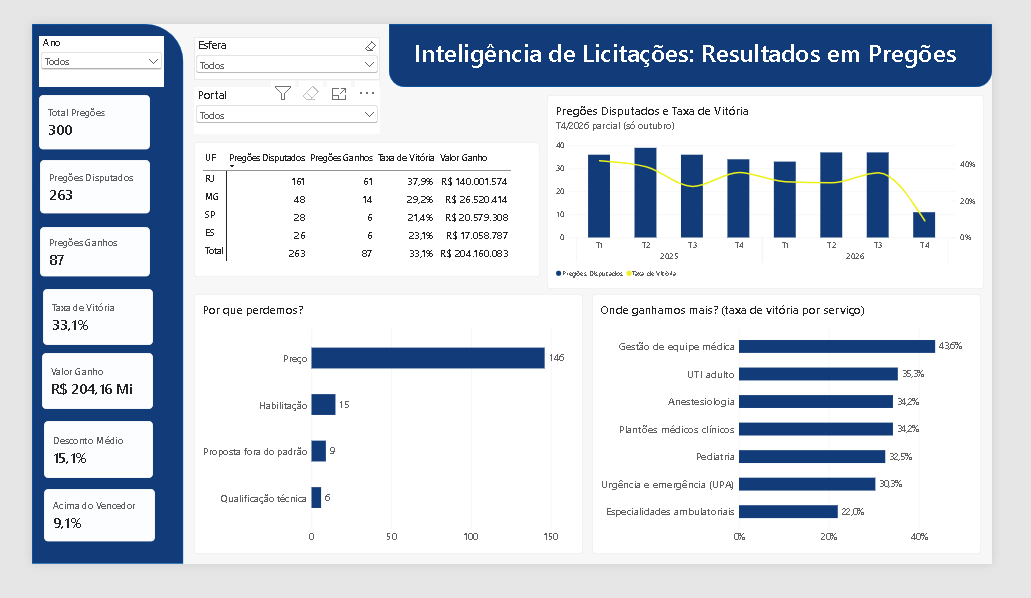 Ano
Todos
Esfera
Todos
Portal
Todos
Inteligência de Licitações: Resultados em Pregões
Total Pregões
300
Pregões Disputados
263
Pregões Ganhos
87
Taxa de Vitória
33,1%
Valor Ganho
R$ 204,16 Mi
Desconto Médio
15,1%
Acima do Vencedor
9,1%
UF Pregões Disputados Pregões Ganhos Taxa de Vitória Valor Ganho
RJ 161 61 37,9% R$ 140.001.574
MG 48 14 29,2% R$ 26.520.414
SP 28 6 21,4% R$ 20.579.308
ES 26 6 23,1% R$ 17.058.787
Total 263 87 33,1% R$ 204.160.083
Pregões Disputados e Taxa de Vitória
T4/2026 parcial (só outubro)
40
30
20
10
0
40%
20%
0%
T1 T2 T3 T4 T1 T2 T3 T4
2025 2026
Pregões Disputados Taxa de Vitória
Por que perdemos?
Preço 146
Habilitação 15
Proposta fora do padrão 9
Qualificação técnica 6
0 50 100 150
Onde ganhamos mais? (taxa de vitória por serviço)
Gestão de equipe médica 43,6%
UTI adulto 35,3%
Anestesiologia 34,2%
Plantões médicos clínicos 34,2%
Pediatria 32,5%
Urgência e emergência (UPA) 30,3%
Especialidades ambulatoriais 22,0%
0% 20% 40%